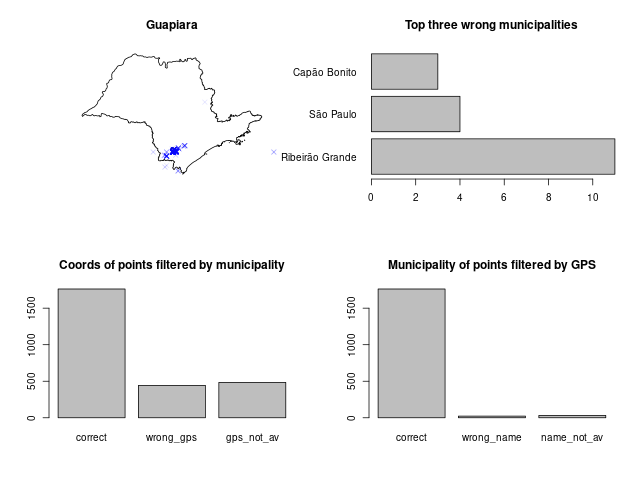 Guapiara
Top three wrong municipalities
Capão Bonito
São Paulo
Ribeirão Grande
0 2 4 6 8 10
Coords of points filtered by municipality
1500
1000
500
0
correct wrong_gps gps_not_av
Municipality of points filtered by GPS
1500
1000
500
0
correct wrong_name name_not_av